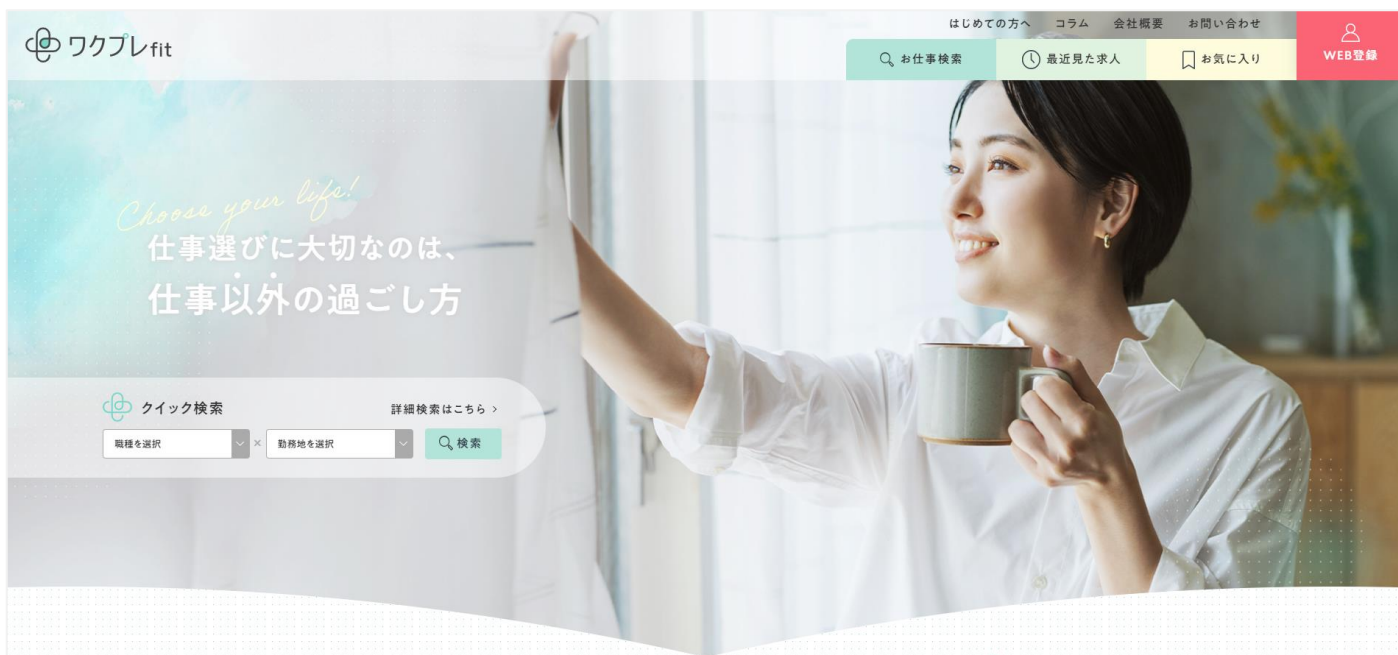 ワクプレfit
はじめての方へ コラム 会社概要 お問い合わせ
お仕事検索 最近見た求人 お気に入り
WEB登録
Choose your life!
仕事選びに大切なのは、
仕事以外の過ごし方
クイック検索 詳細検索はこちら >
職種を選択 × 勤務地を選択 検索